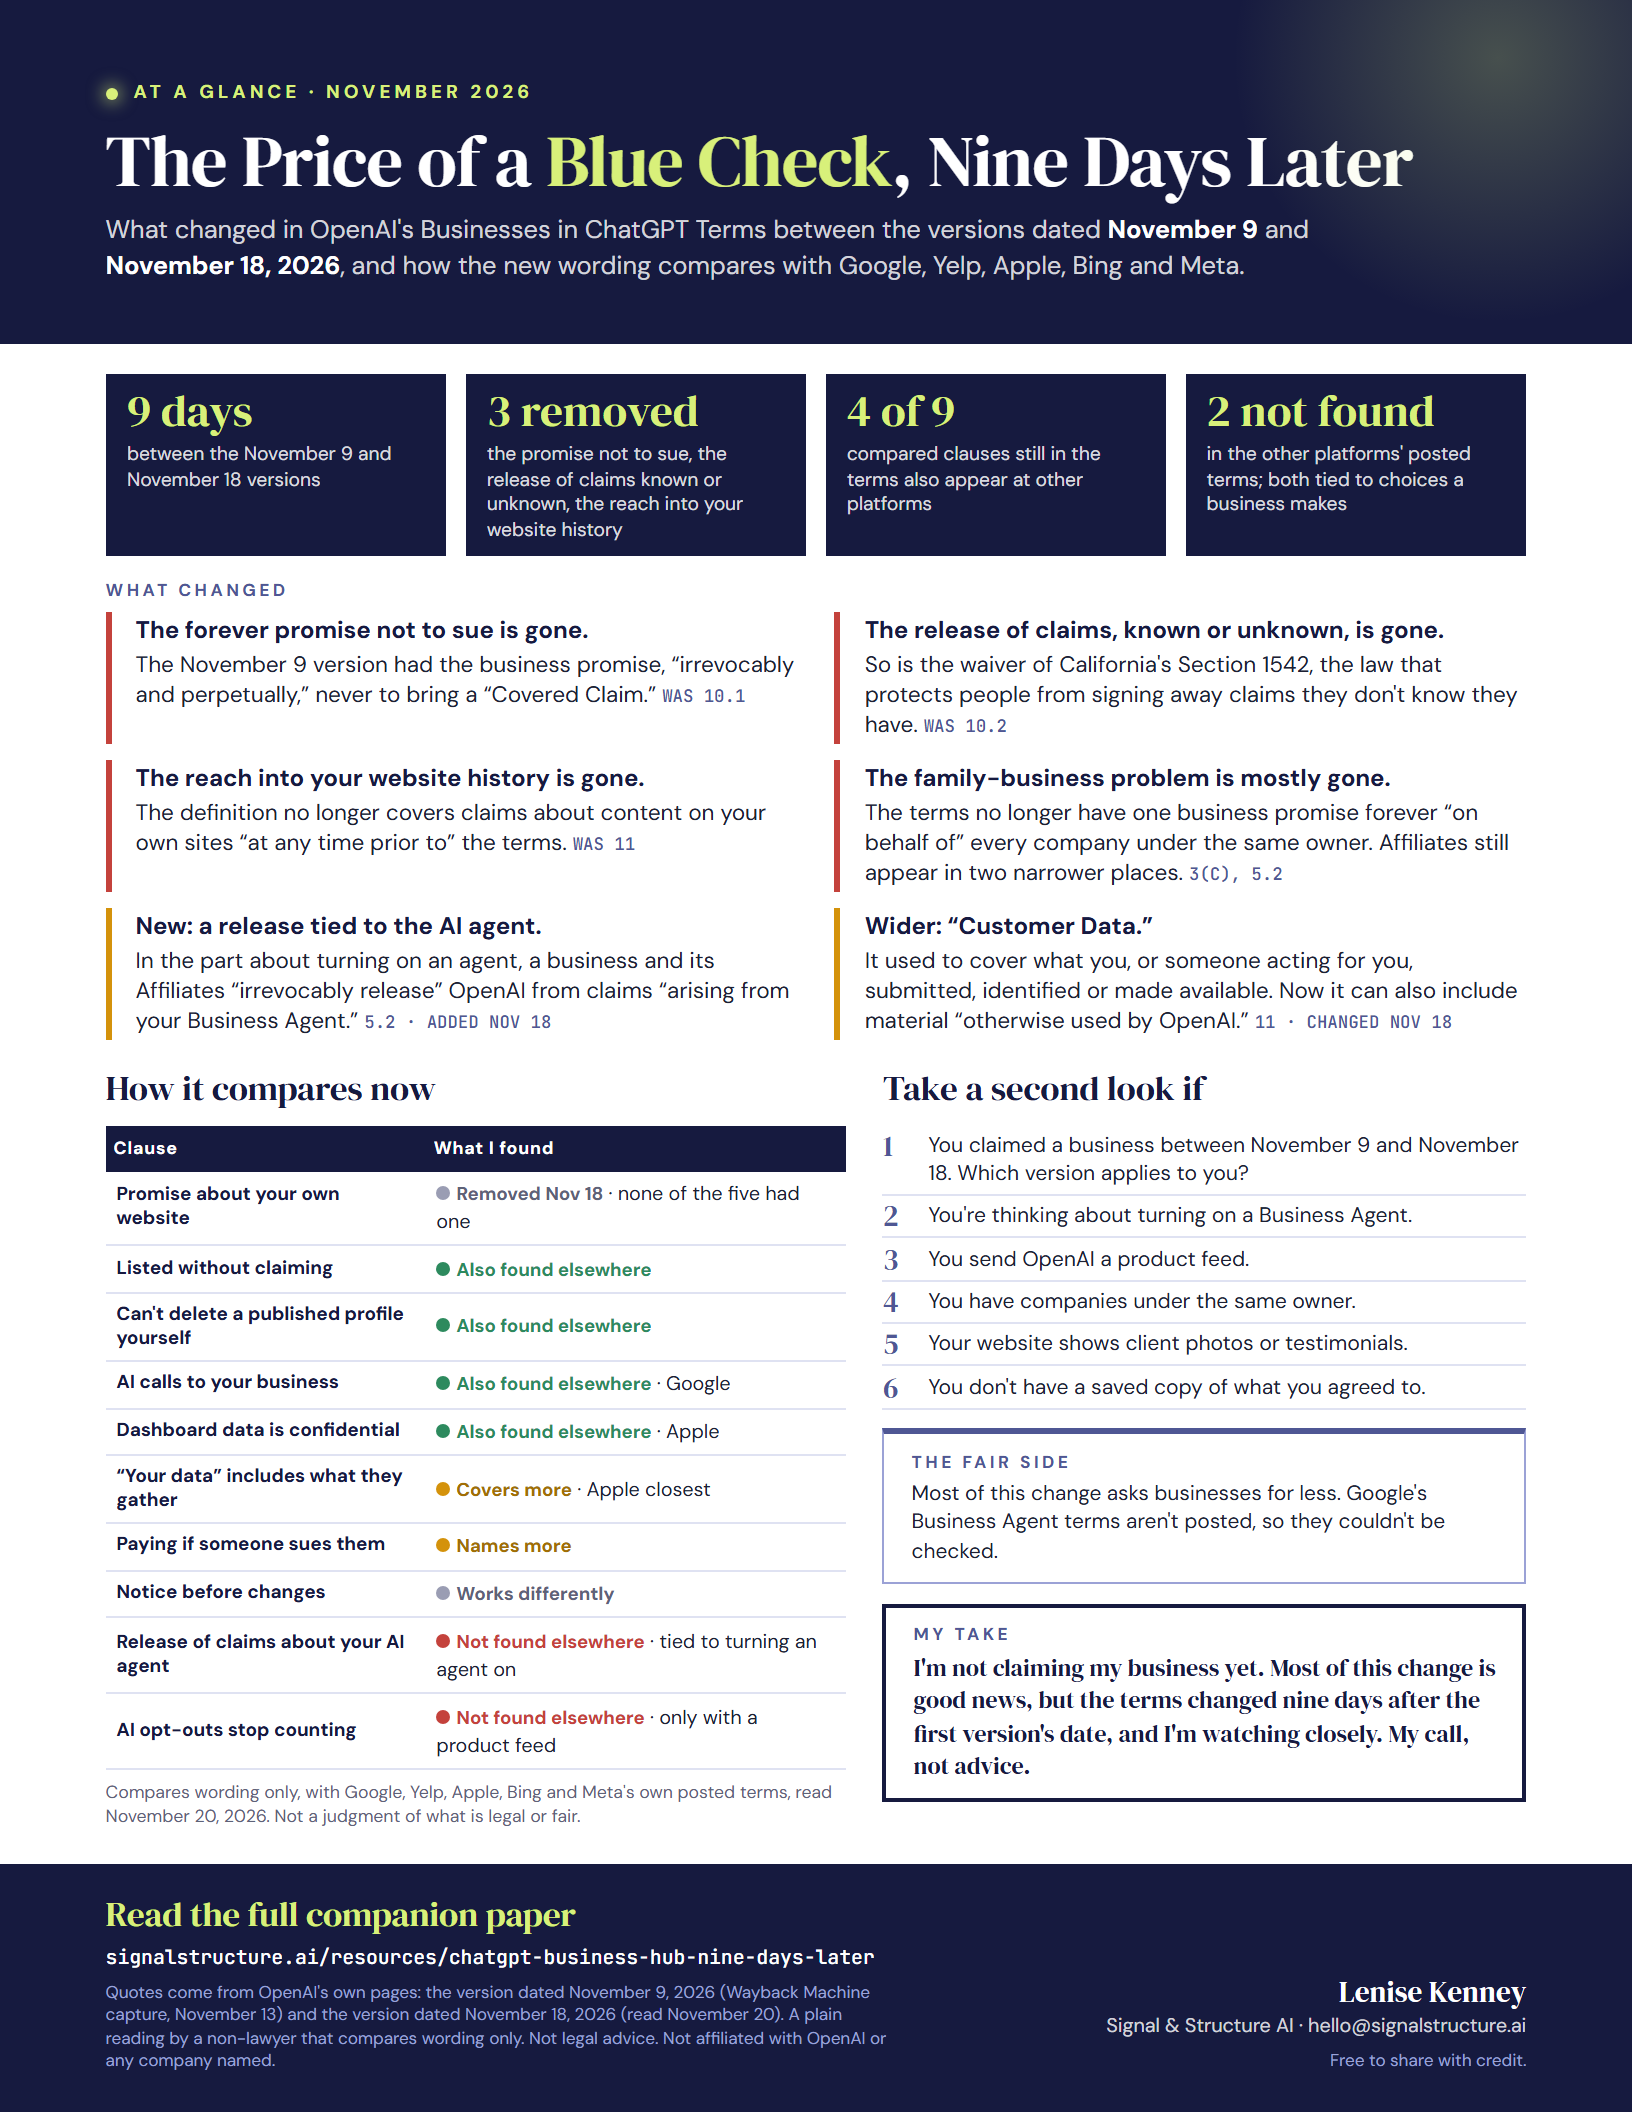 AT A GLANCE · NOVEMBER 2026
The Price of a Blue Check, Nine Days Later
What changed in OpenAI's Businesses in ChatGPT Terms between the versions dated November 9 and
November 18, 2026, and how the new wording compares with Google, Yelp, Apple, Bing and Meta.
9 days
between the November 9 and
November 18 versions
3 removed
the promise not to sue, the
release of claims known or
unknown, the reach into your
website history
4 of 9
compared clauses still in the
terms also appear at other
platforms
2 not found
in the other platforms' posted
terms; both tied to choices a
business makes
WHAT CHANGED
The forever promise not to sue is gone.
The November 9 version had the business promise, “irrevocably
and perpetually,” never to bring a “Covered Claim.” WAS 10.1
The release of claims, known or unknown, is gone.
So is the waiver of California's Section 1542, the law that
protects people from signing away claims they don't know they
have. WAS 10.2
The reach into your website history is gone.
The definition no longer covers claims about content on your
own sites “at any time prior to” the terms. WAS 11
The family-business problem is mostly gone.
The terms no longer have one business promise forever “on
behalf of” every company under the same owner. Affiliates still
appear in two narrower places. 3(C), 5.2
New: a release tied to the AI agent.
In the part about turning on an agent, a business and its
Affiliates “irrevocably release” OpenAI from claims “arising from
your Business Agent.” 5.2 · ADDED NOV 18
Wider: “Customer Data.”
It used to cover what you, or someone acting for you,
submitted, identified or made available. Now it can also include
material “otherwise used by OpenAI.” 11 · CHANGED NOV 18
How it compares now
Clause What I found
Promise about your own
website
Removed Nov 18 · none of the five had
one
Listed without claiming
Also found elsewhere
Can't delete a published profile
yourself
Also found elsewhere
AI calls to your business
Also found elsewhere · Google
Dashboard data is confidential
Also found elsewhere · Apple
“Your data” includes what they
gather
Covers more · Apple closest
Paying if someone sues them
Names more
Notice before changes
Works differently
Release of claims about your AI
agent
Not found elsewhere · tied to turning an
agent on
AI opt-outs stop counting
Not found elsewhere · only with a
product feed
Compares wording only, with Google, Yelp, Apple, Bing and Meta's own posted terms, read
November 20, 2026. Not a judgment of what is legal or fair.
Take a second look if
1 You claimed a business between November 9 and November
18. Which version applies to you?
2 You're thinking about turning on a Business Agent.
3 You send OpenAI a product feed.
4 You have companies under the same owner.
5 Your website shows client photos or testimonials.
6 You don't have a saved copy of what you agreed to.
THE FAIR SIDE
Most of this change asks businesses for less. Google's
Business Agent terms aren't posted, so they couldn't be
checked.
MY TAKE
I'm not claiming my business yet. Most of this change is
good news, but the terms changed nine days after the
first version's date, and I'm watching closely. My call,
not advice.
Read the full companion paper
signalstructure.ai/resources/chatgpt-business-hub-nine-days-later
Quotes come from OpenAI's own pages: the version dated November 9, 2026 (Wayback Machine
capture, November 13) and the version dated November 18, 2026 (read November 20). A plain
reading by a non-lawyer that compares wording only. Not legal advice. Not affiliated with OpenAI or
any company named.
Lenise Kenney
Signal & Structure AI · hello@signalstructure.ai
Free to share with credit.